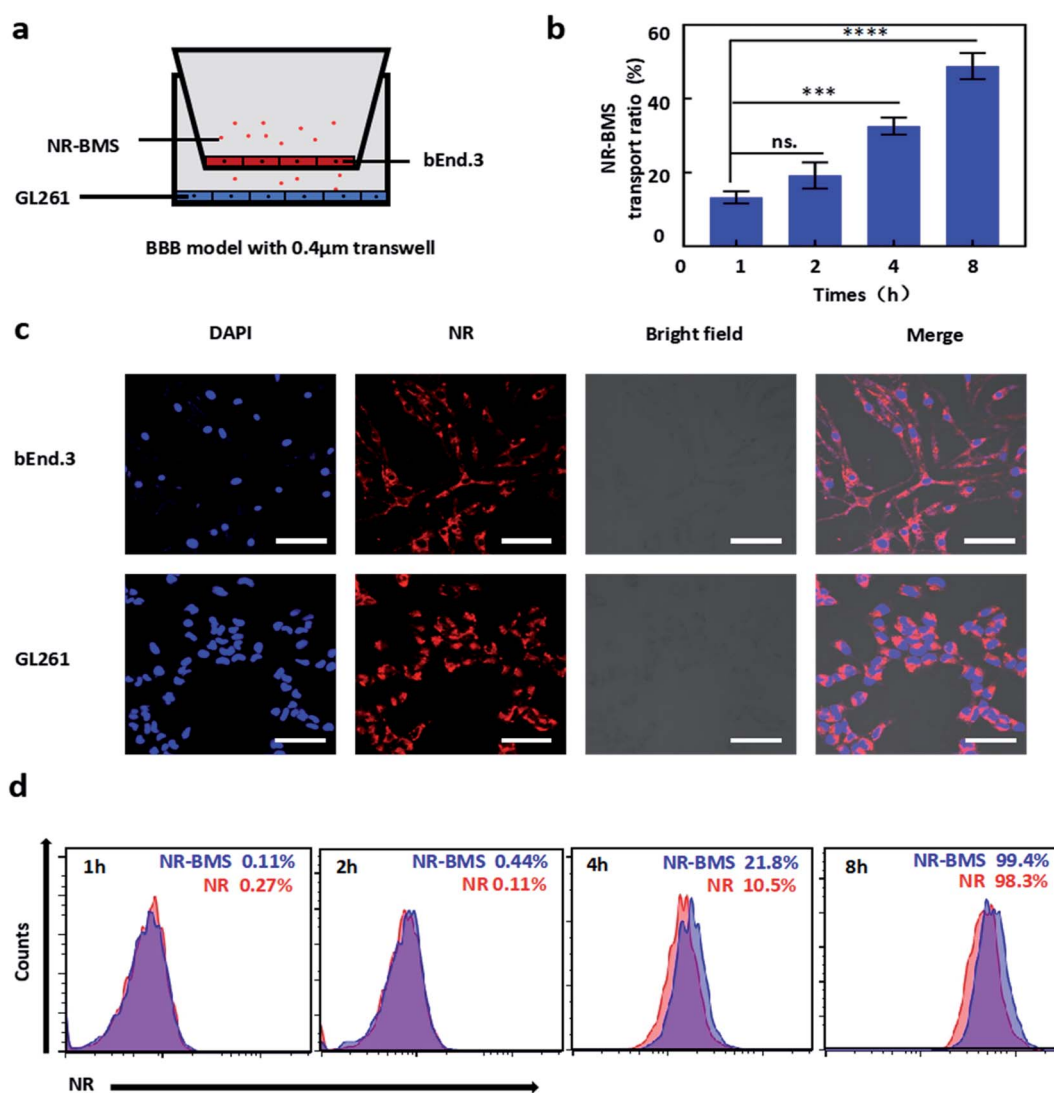 a
NR-BMS
bEnd.3
GL261
BBB model with 0.4μm transwell
b
NR-BMS
transport ratio (%)
60
40
20
0
0
1
2
4
8
Times（h）
ns.
***
****
c
DAPI
NR
Bright field
Merge
bEnd.3
GL261
d
Counts
1h
NR-BMS 0.11%
NR 0.27%
2h
NR-BMS 0.44%
NR 0.11%
4h
NR-BMS 21.8%
NR 10.5%
8h
NR-BMS 99.4%
NR 98.3%
NR